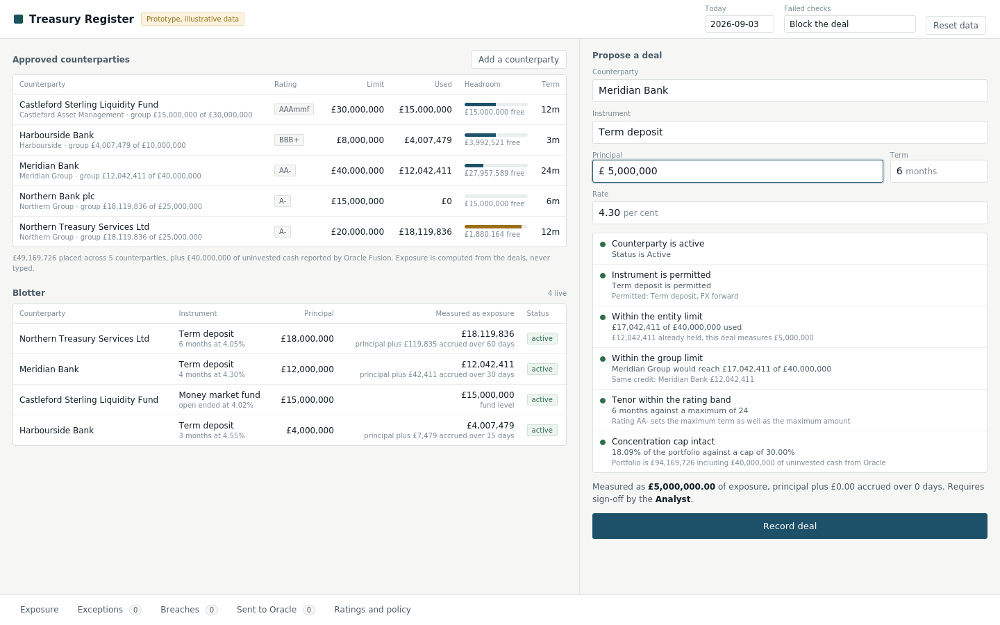 Treasury Register
Prototype, illustrative data
Today
2026-09-03
Failed checks
Block the deal
Reset data
Approved counterparties
Add a counterparty
Counterparty Rating Limit Used Headroom Term
Castleford Sterling Liquidity Fund
Castleford Asset Management · group £15,000,000 of £30,000,000
AAAmmf £30,000,000 £15,000,000 £15,000,000 free 12m
Harbourside Bank
Harbourside · group £4,007,479 of £10,000,000
BBB+ £8,000,000 £4,007,479 £3,992,521 free 3m
Meridian Bank
Meridian Group · group £12,042,411 of £40,000,000
AA- £40,000,000 £12,042,411 £27,957,589 free 24m
Northern Bank plc
Northern Group · group £18,119,836 of £25,000,000
A- £15,000,000 £0 £15,000,000 free 6m
Northern Treasury Services Ltd
Northern Group · group £18,119,836 of £25,000,000
A- £20,000,000 £18,119,836 £1,880,164 free 12m
£49,169,726 placed across 5 counterparties, plus £40,000,000 of uninvested cash reported by Oracle Fusion. Exposure is computed from the deals, never
typed.
Blotter
4 live
Counterparty Instrument Principal Measured as exposure Status
Northern Treasury Services Ltd
Term deposit
6 months at 4.05%
£18,000,000
£18,119,836
principal plus £119,835 accrued over 60 days
active
Meridian Bank
Term deposit
4 months at 4.30%
£12,000,000
£12,042,411
principal plus £42,411 accrued over 30 days
active
Castleford Sterling Liquidity Fund
Money market fund
open ended at 4.02%
£15,000,000
£15,000,000
fund level
active
Harbourside Bank
Term deposit
3 months at 4.55%
£4,000,000
£4,007,479
principal plus £7,479 accrued over 15 days
active
Propose a deal
Counterparty
Meridian Bank
Instrument
Term deposit
Principal
£ 5,000,000
Term
6 months
Rate
4.30 per cent
Counterparty is active
Status is Active
Instrument is permitted
Term deposit is permitted
Permitted: Term deposit, FX forward
Within the entity limit
£17,042,411 of £40,000,000 used
£12,042,411 already held, this deal measures £5,000,000
Within the group limit
Meridian Group would reach £17,042,411 of £40,000,000
Same credit: Meridian Bank £12,042,411
Tenor within the rating band
6 months against a maximum of 24
Rating AA- sets the maximum term as well as the maximum amount
Concentration cap intact
18.09% of the portfolio against a cap of 30.00%
Portfolio is £94,169,726 including £40,000,000 of uninvested cash from Oracle
Measured as £5,000,000.00 of exposure, principal plus £0.00 accrued over 0 days. Requires
sign-off by the Analyst.
Record deal
Exposure Exceptions 0 Breaches 0 Sent to Oracle 0 Ratings and policy